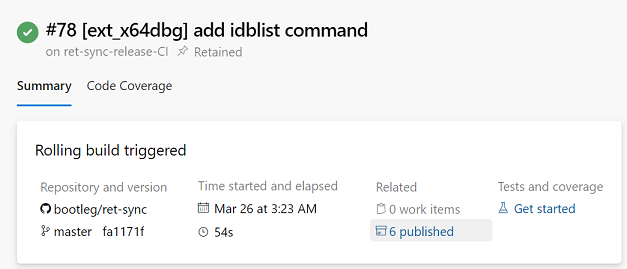 #78 [ext_x64dbg] add idblist command
on ret-sync-release-CI Retained
Summary Code Coverage
Rolling build triggered
Repository and version Time started and elapsed Related Tests and coverage
bootleg/ret-sync Mar 26 at 3:23 AM 0 work items Get started
master fa1171f 54s 6 published